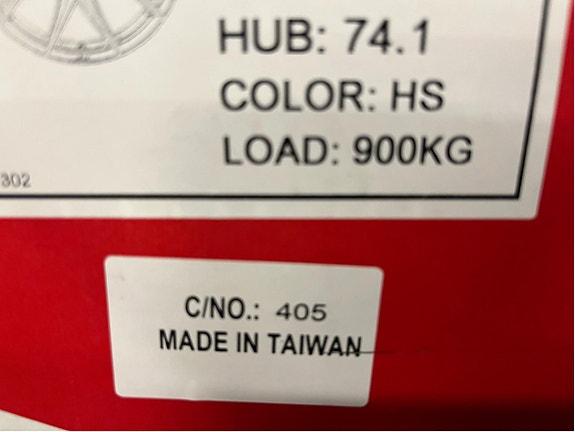 HUB: 74.1
COLOR: HS
LOAD: 900KG
302
C/NO.: 405
MADE IN TAIWAN